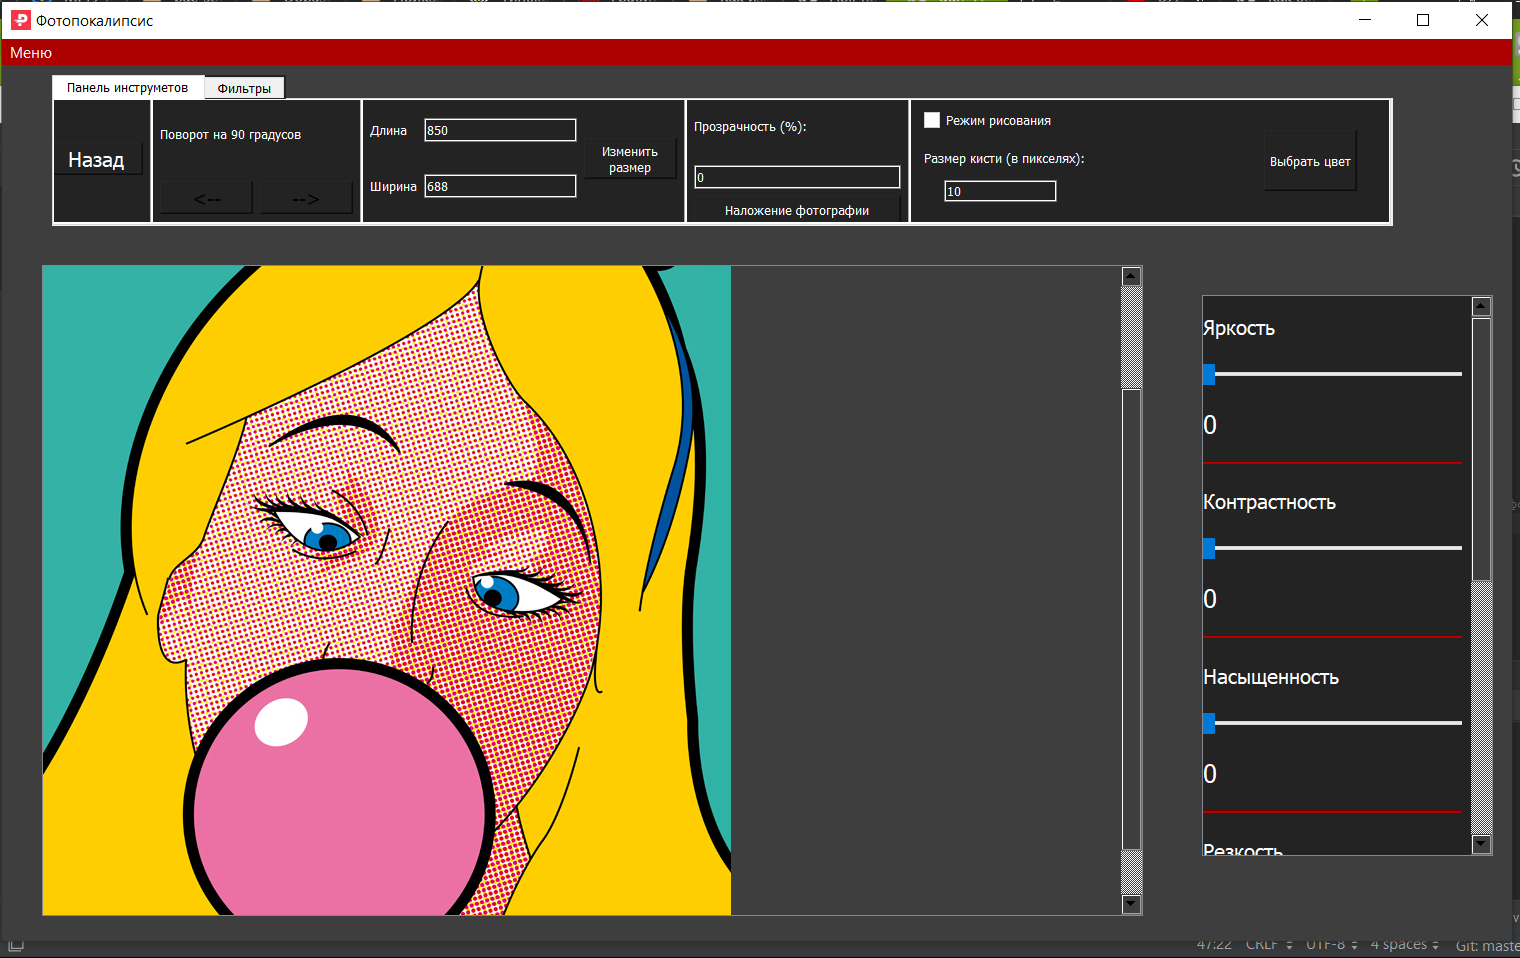 Фотопокалипсис
Меню
Панель инструметов
Фильтры
Назад
Поворот на 90 градусов
<--
-->
Длина
850
Ширина
688
Изменить
размер
Прозрачность (%):
0
Наложение фотографии
Режим рисования
Размер кисти (в пикселях):
10
Выбрать цвет
Яркость
0
Контрастность
0
Насыщенность
0
Резкость
47:22 CRLF UTF-8 4 spaces Git: maste